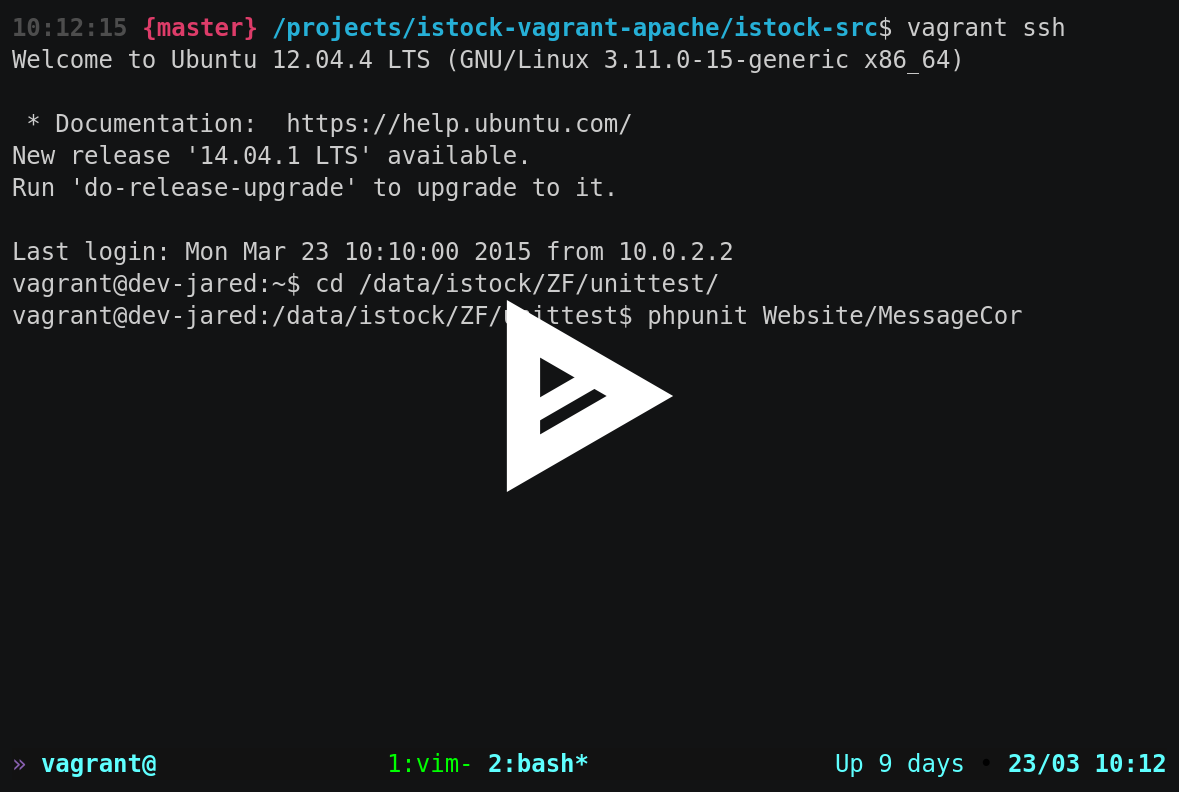 10:12:15 {master} /projects/istock-vagrant-apache/istock-src$ vagrant ssh
Welcome to Ubuntu 12.04.4 LTS (GNU/Linux 3.11.0-15-generic x86_64)
 * Documentation:  https://help.ubuntu.com/
New release '14.04.1 LTS' available.
Run 'do-release-upgrade' to upgrade to it.
Last login: Mon Mar 23 10:10:00 2015 from 10.0.2.2
vagrant@dev-jared:~$ cd /data/istock/ZF/unittest/
vagrant@dev-jared:/data/istock/ZF/unittest$ phpunit Website/MessageCor
» vagrant@ 1:vim- 2:bash* Up 9 days • 23/03 10:12